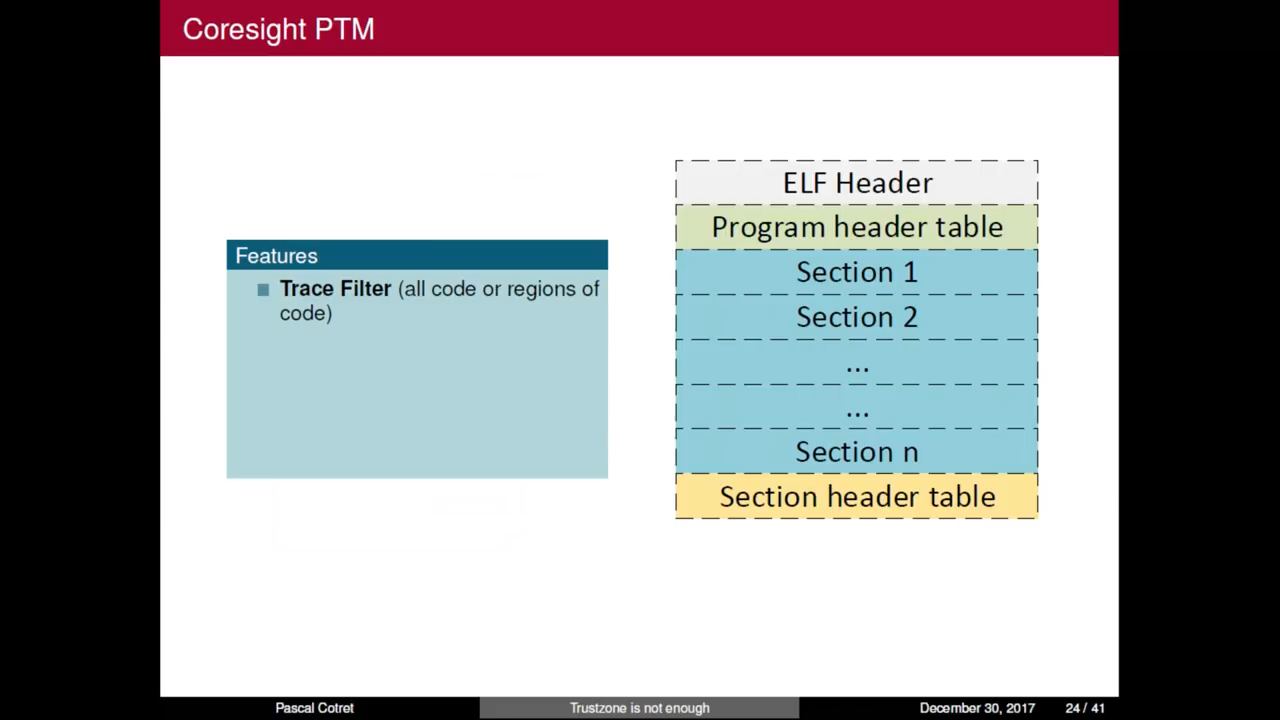 Coresight PTM
Features
Trace Filter (all code or regions of
code)
ELF Header
Program header table
Section 1
Section 2
...
...
Section n
Section header table
Pascal Cotret
Trustzone is not enough
December 30, 2017
24 / 41